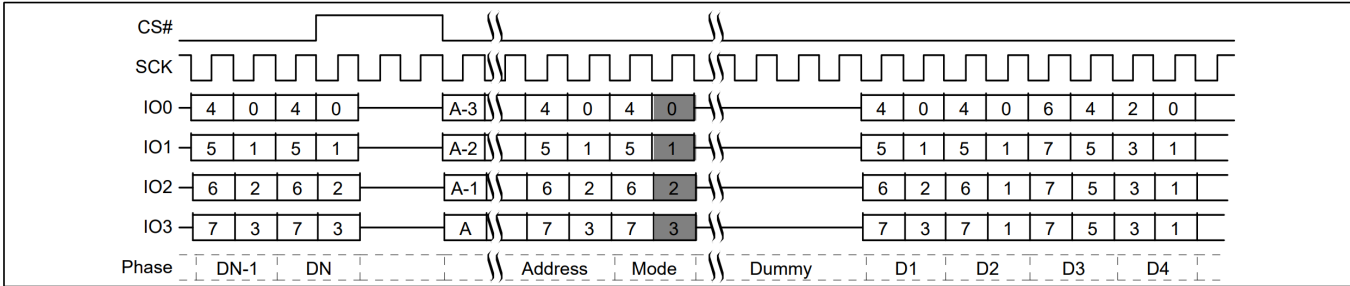 CS#
SCK
IO0 4 0 4 0 A-3 4 0 4 0 4 0 4 0 6 4 2 0
IO1 5 1 5 1 A-2 5 1 5 1 5 1 5 1 7 5 3 1
IO2 6 2 6 2 A-1 6 2 6 2 6 2 6 1 7 5 3 1
IO3 7 3 7 3 A 7 3 7 3 7 3 7 1 7 5 3 1
Phase DN-1 DN Address Mode Dummy D1 D2 D3 D4